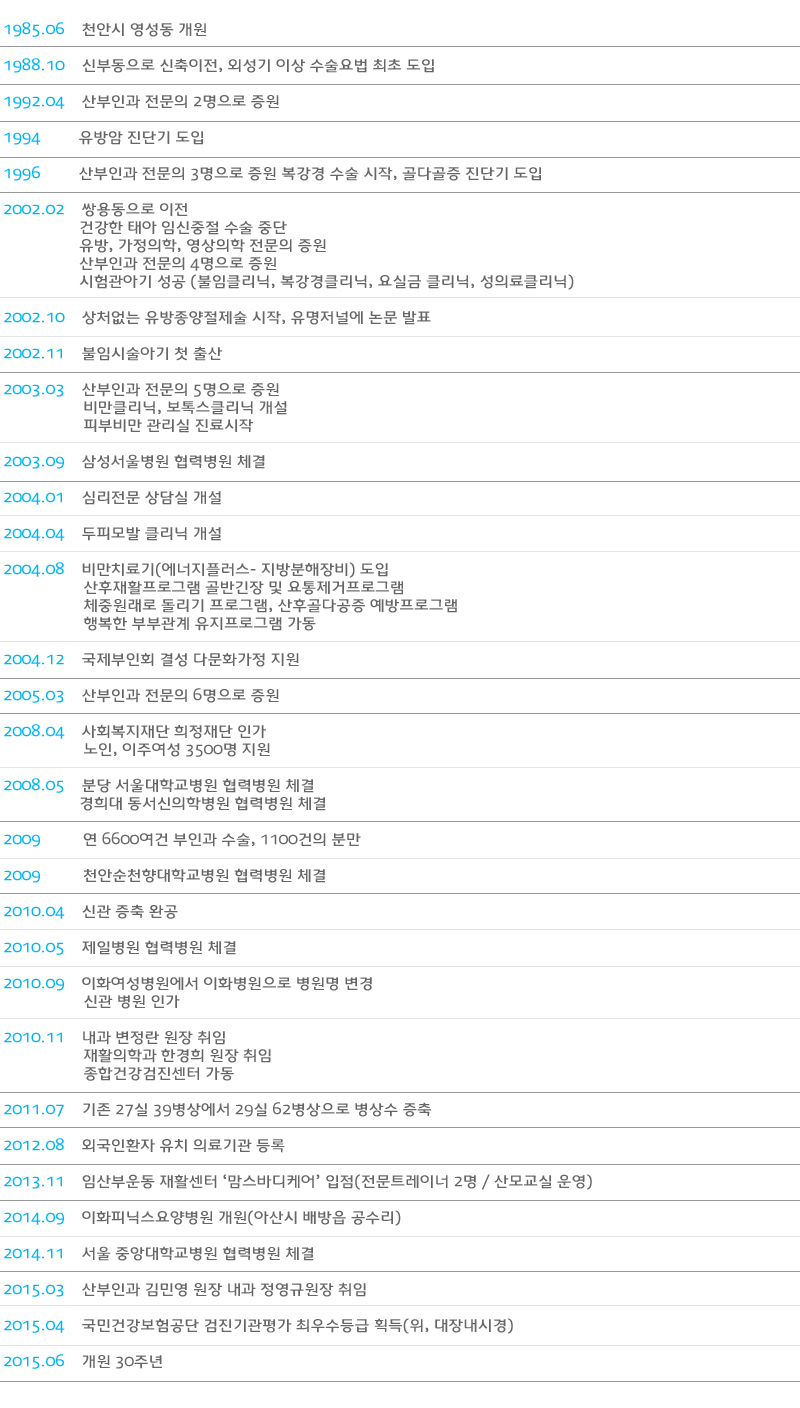 1985.06 천안시 영성동 개원
1988.10 신부동으로 신축이전, 외성기 이상 수술요법 최초 도입
1992.04 산부인과 전문의 2명으로 증원
1994 유방암 진단기 도입
1996 산부인과 전문의 3명으로 증원 복강경 수술 시작, 골다골증 진단기 도입
2002.02 쌍용동으로 이전
건강한 태아 임신중절 수술 중단
유방, 가정의학, 영상의학 전문의 증원
산부인과 전문의 4명으로 증원
시험관아기 성공 (불임클리닉, 복강경클리닉, 요실금 클리닉, 성의료클리닉)
2002.10 상처없는 유방종양절제술 시작, 유명저널에 논문 발표
2002.11 불임시술아기 첫 출산
2003.03 산부인과 전문의 5명으로 증원
비만클리닉, 보톡스클리닉 개설
피부비만 관리실 진료시작
2003.09 삼성서울병원 협력병원 체결
2004.01 심리전문 상담실 개설
2004.04 두피모발 클리닉 개설
2004.08 비만치료기(에너지플러스- 지방분해장비) 도입
산후재활프로그램 골반긴장 및 요통제거프로그램
체중원래로 돌리기 프로그램, 산후골다공증 예방프로그램
행복한 부부관계 유지프로그램 가동
2004.12 국제부인회 결성 다문화가정 지원
2005.03 산부인과 전문의 6명으로 증원
2008.04 사회복지재단 희정재단 인가
노인, 이주여성 3500명 지원
2008.05 분당 서울대학교병원 협력병원 체결
경희대 동서신의학병원 협력병원 체결
2009 연 6600여건 부인과 수술, 1100건의 분만
2009 천안순천향대학교병원 협력병원 체결
2010.04 신관 증축 완공
2010.05 제일병원 협력병원 체결
2010.09 이화여성병원에서 이화병원으로 병원명 변경
신관 병원 인가
2010.11 내과 변정란 원장 취임
재활의학과 한경희 원장 취임
종합건강검진센터 가동
2011.07 기존 27실 39병상에서 29실 62병상으로 병상수 증축
2012.08 외국인환자 유치 의료기관 등록
2013.11 임산부운동 재활센터 ‘맘스바디케어’ 입점(전문트레이너 2명 / 산모교실 운영)
2014.09 이화피닉스요양병원 개원(아산시 배방읍 공수리)
2014.11 서울 중앙대학교병원 협력병원 체결
2015.03 산부인과 김민영 원장 내과 정영규원장 취임
2015.04 국민건강보험공단 검진기관평가 최우수등급 획득(위, 대장내시경)
2015.06 개원 30주년